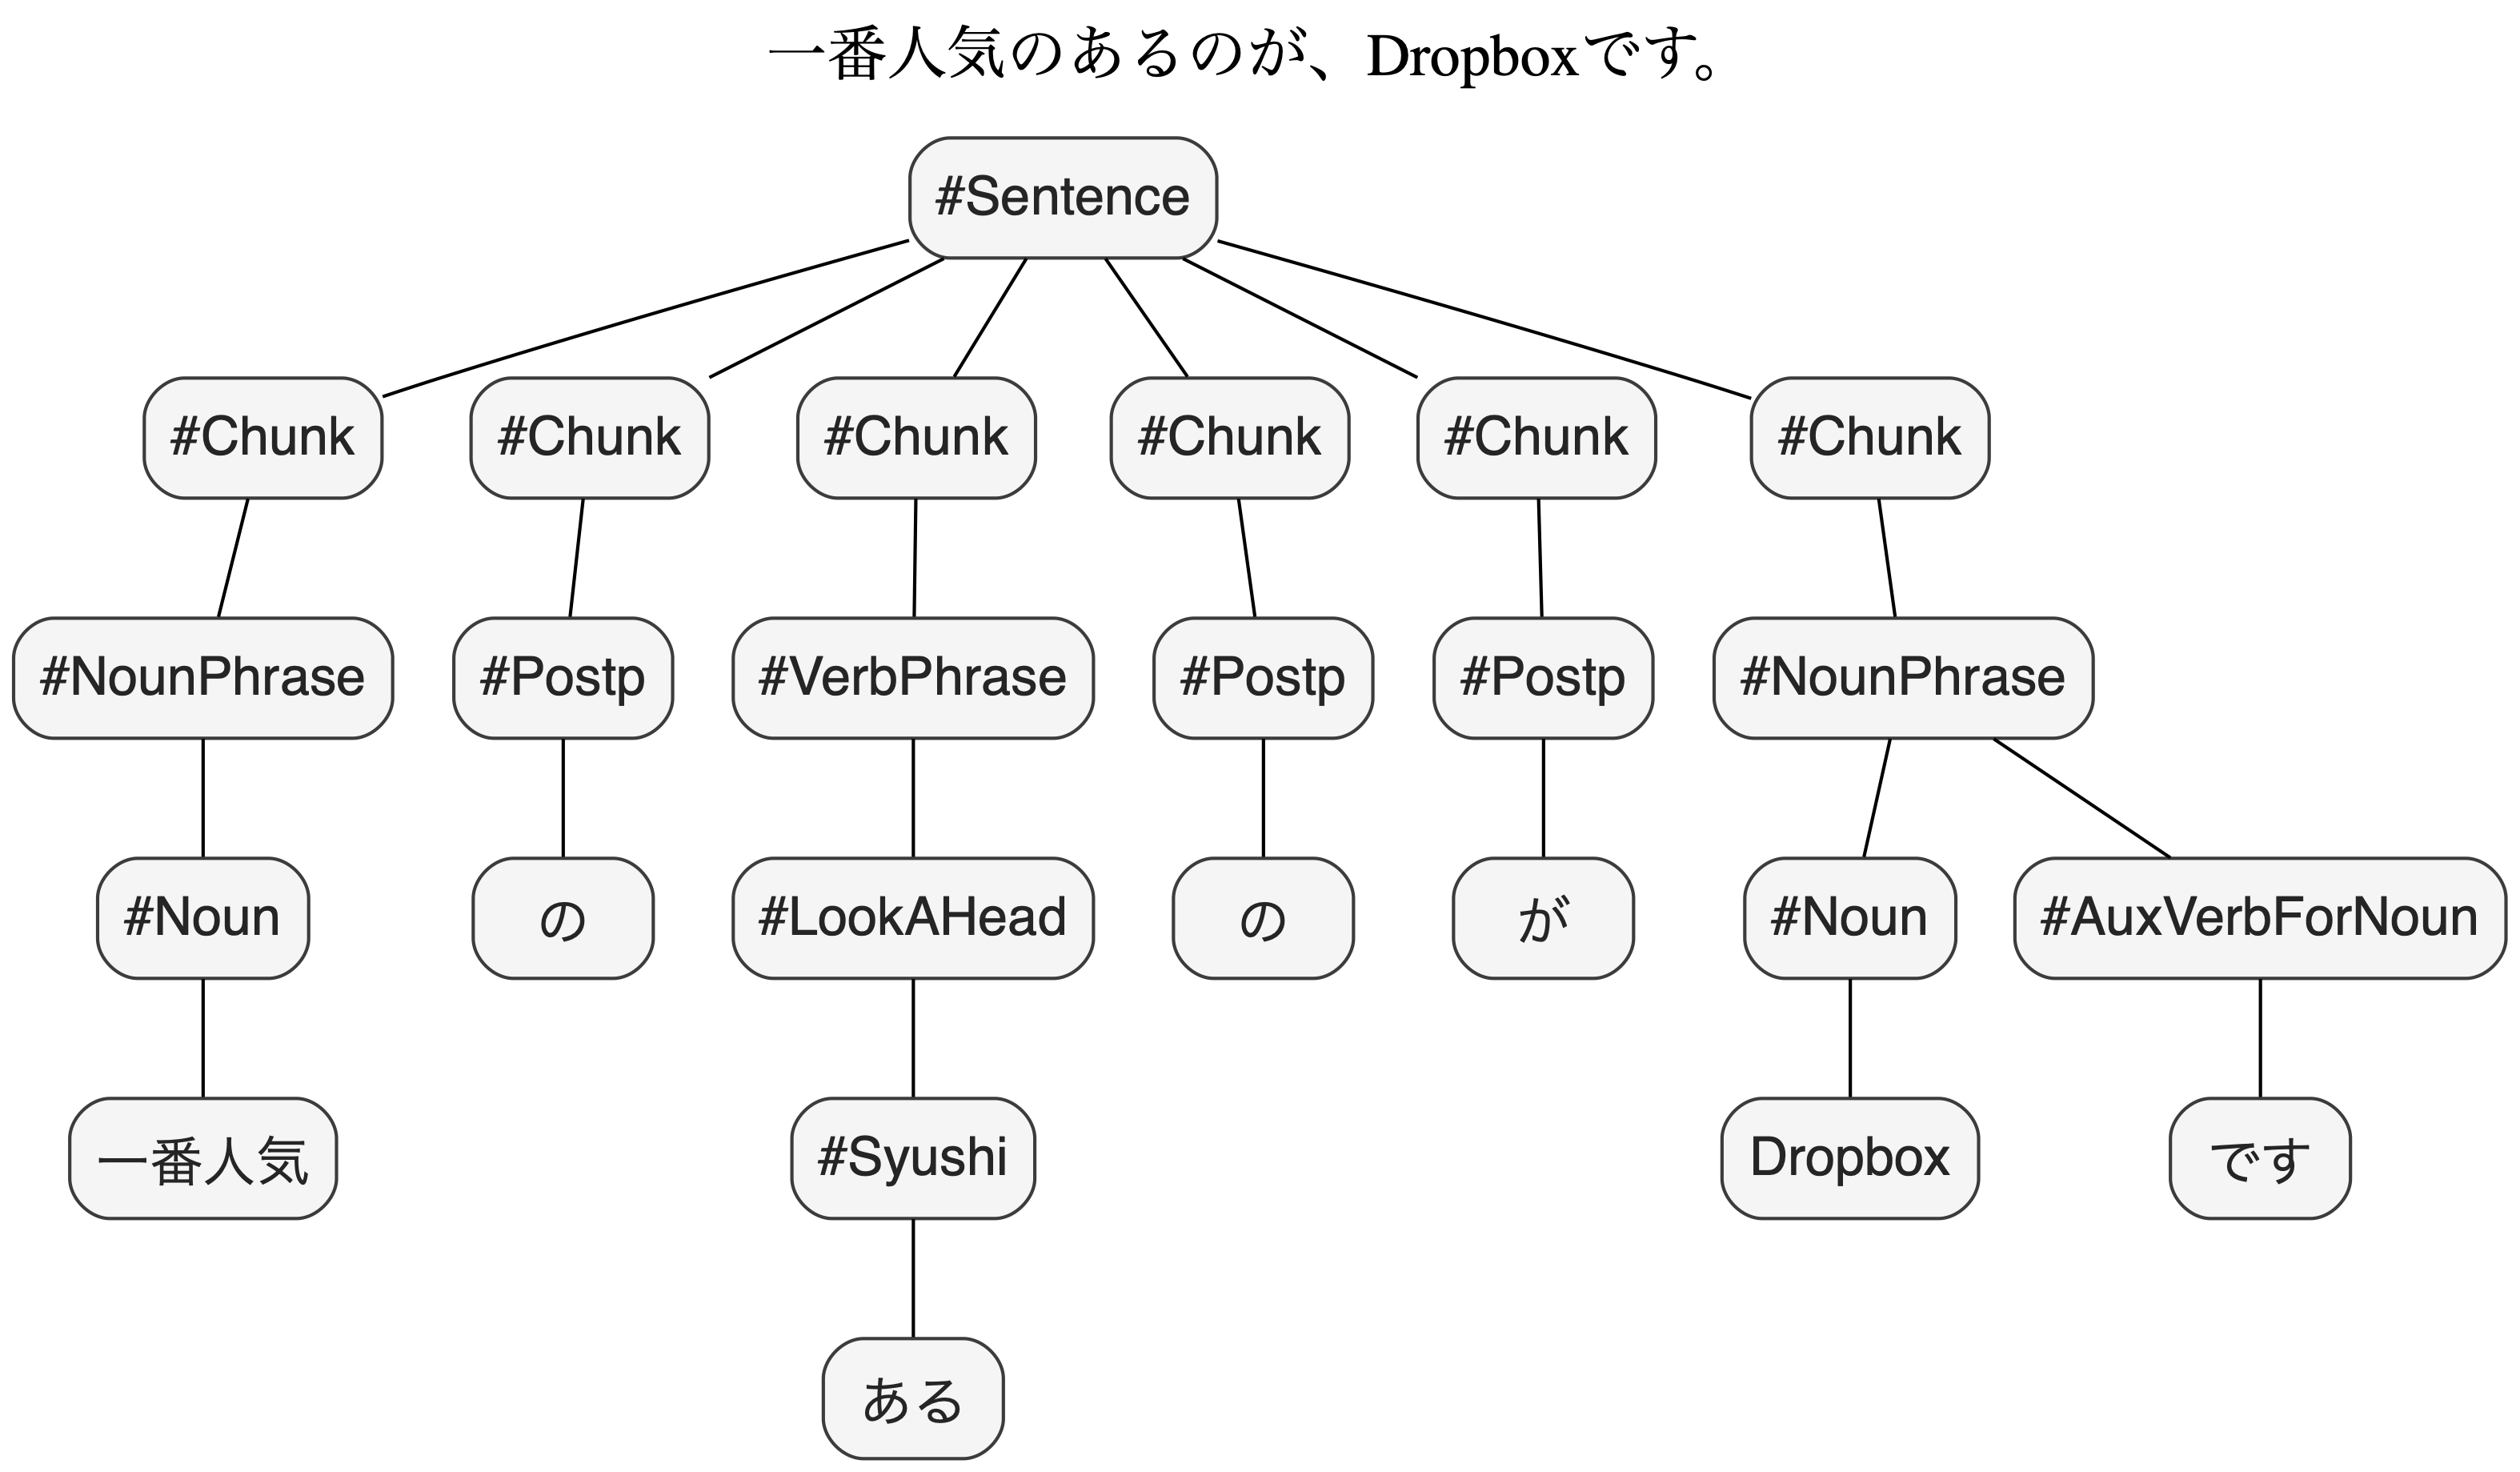 一番人気のあるのが、Dropboxです。
#Sentence
#Chunk #Chunk #Chunk #Chunk #Chunk #Chunk
#NounPhrase #Postp #VerbPhrase #Postp #Postp #NounPhrase
#Noun の #LookAHead の が #Noun #AuxVerbForNoun
一番人気 #Syushi Dropbox です
ある